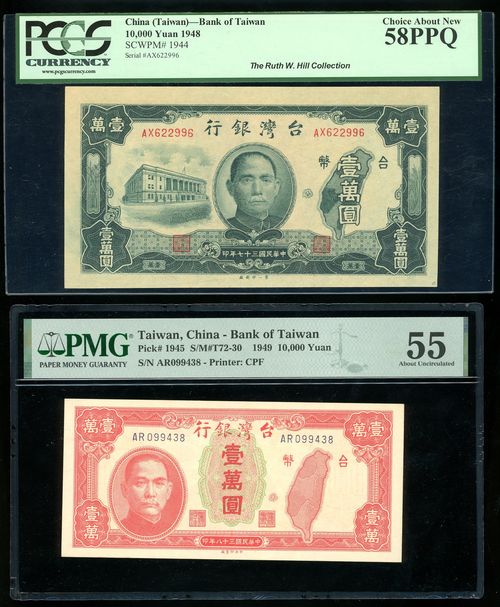 PCGS
CURRENCY
www.pcgscurrency.com
China (Taiwan)—Bank of Taiwan
10,000 Yuan 1948
SCWPM# 1944
Serial #AX622996
The Ruth W. Hill Collection
Choice About New
58PPQ
萬壹
行銀灣台
萬壹
AX622996
AX622996
幣台
壹萬圓
壹萬圓
壹萬圓
印年七十三國民華中
PMG
PAPER MONEY GUARANTY
Taiwan, China - Bank of Taiwan
Pick# 1945 S/M#T72-30 1949 10,000 Yuan
S/N AR099438 - Printer: CPF
55
About Uncirculated
萬壹
行銀灣台
萬壹
AR099438
AR099438
幣台
壹萬圓
萬壹
萬壹
印年八十三國民華中